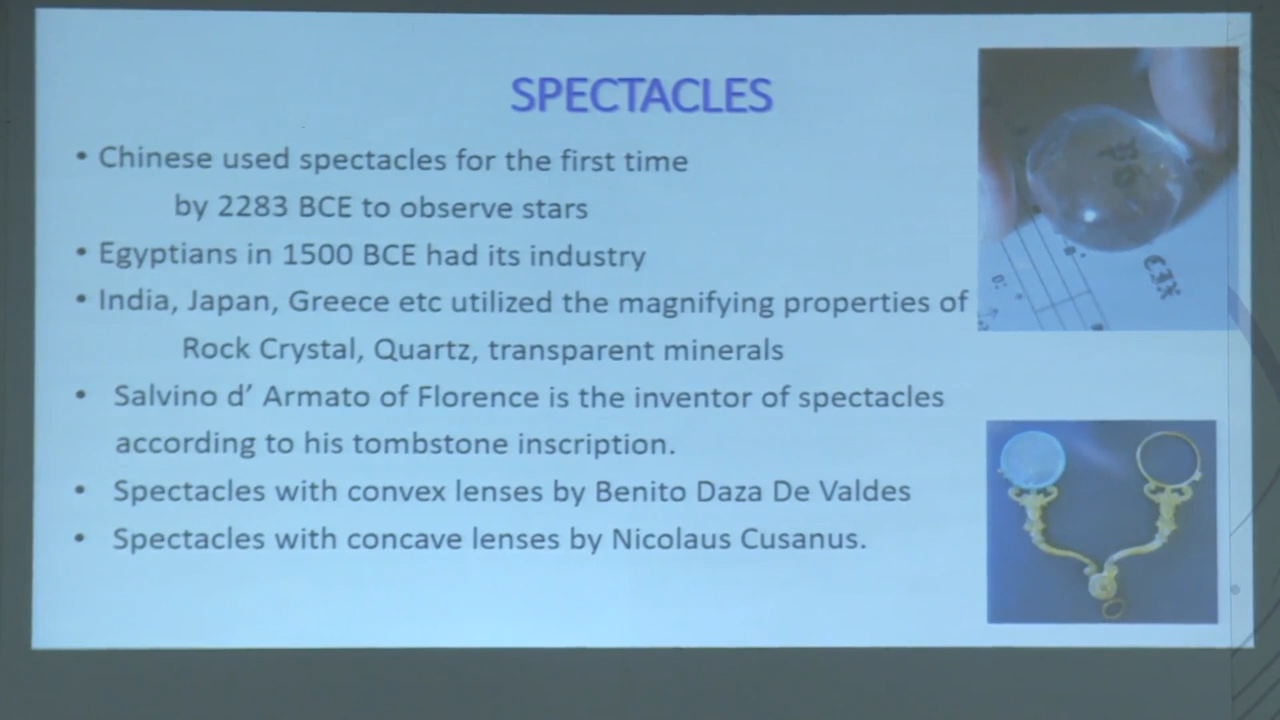 SPECTACLES
• Chinese used spectacles for the first time
by 2283 BCE to observe stars
• Egyptians in 1500 BCE had its industry
• India, Japan, Greece etc utilized the magnifying properties of
Rock Crystal, Quartz, transparent minerals
• Salvino d’ Armato of Florence is the inventor of spectacles
according to his tombstone inscription.
• Spectacles with convex lenses by Benito Daza De Valdes
• Spectacles with concave lenses by Nicolaus Cusanus.